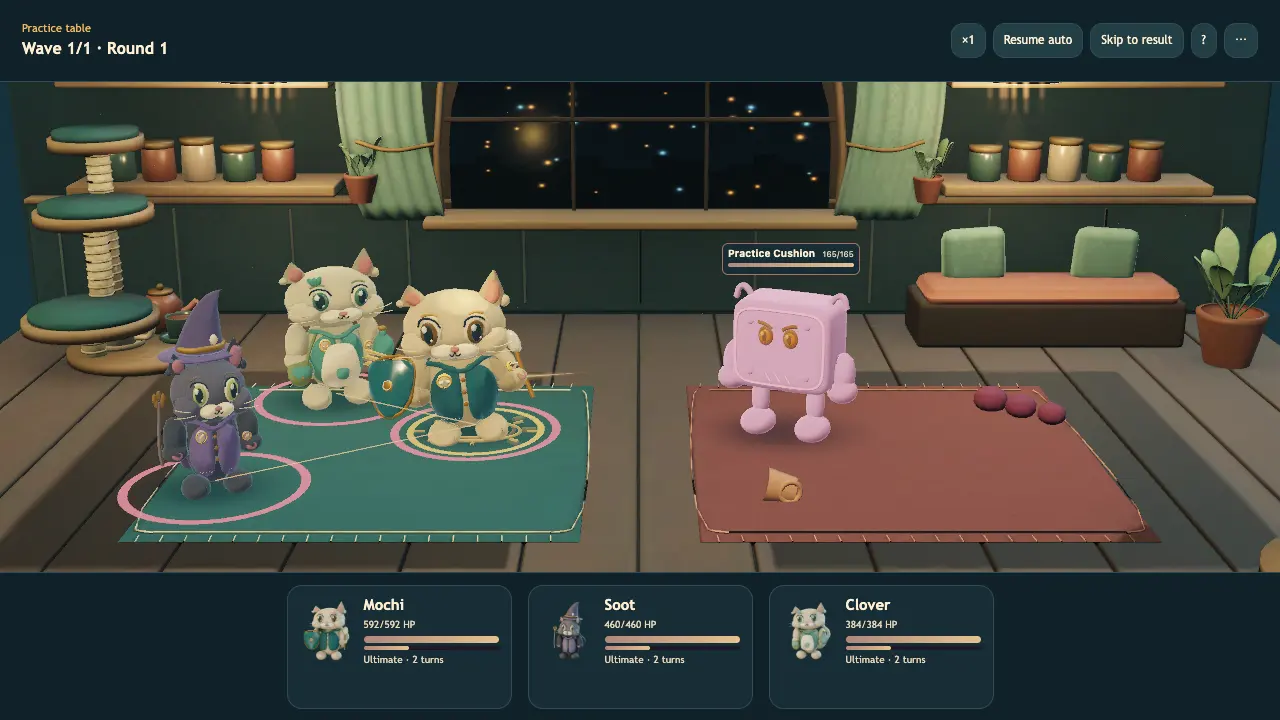 Practice table
Wave 1/1 · Round 1
×1
Resume auto
Skip to result
?
···
Practice Cushion 165/165
Mochi
592/592 HP
Ultimate · 2 turns
Soot
460/460 HP
Ultimate · 2 turns
Clover
384/384 HP
Ultimate · 2 turns